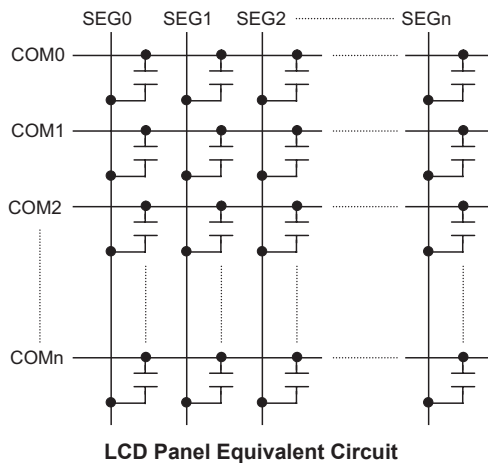 SEG0 SEG1 SEG2 SEGn
COM0
COM1
COM2
COMn
LCD Panel Equivalent Circuit